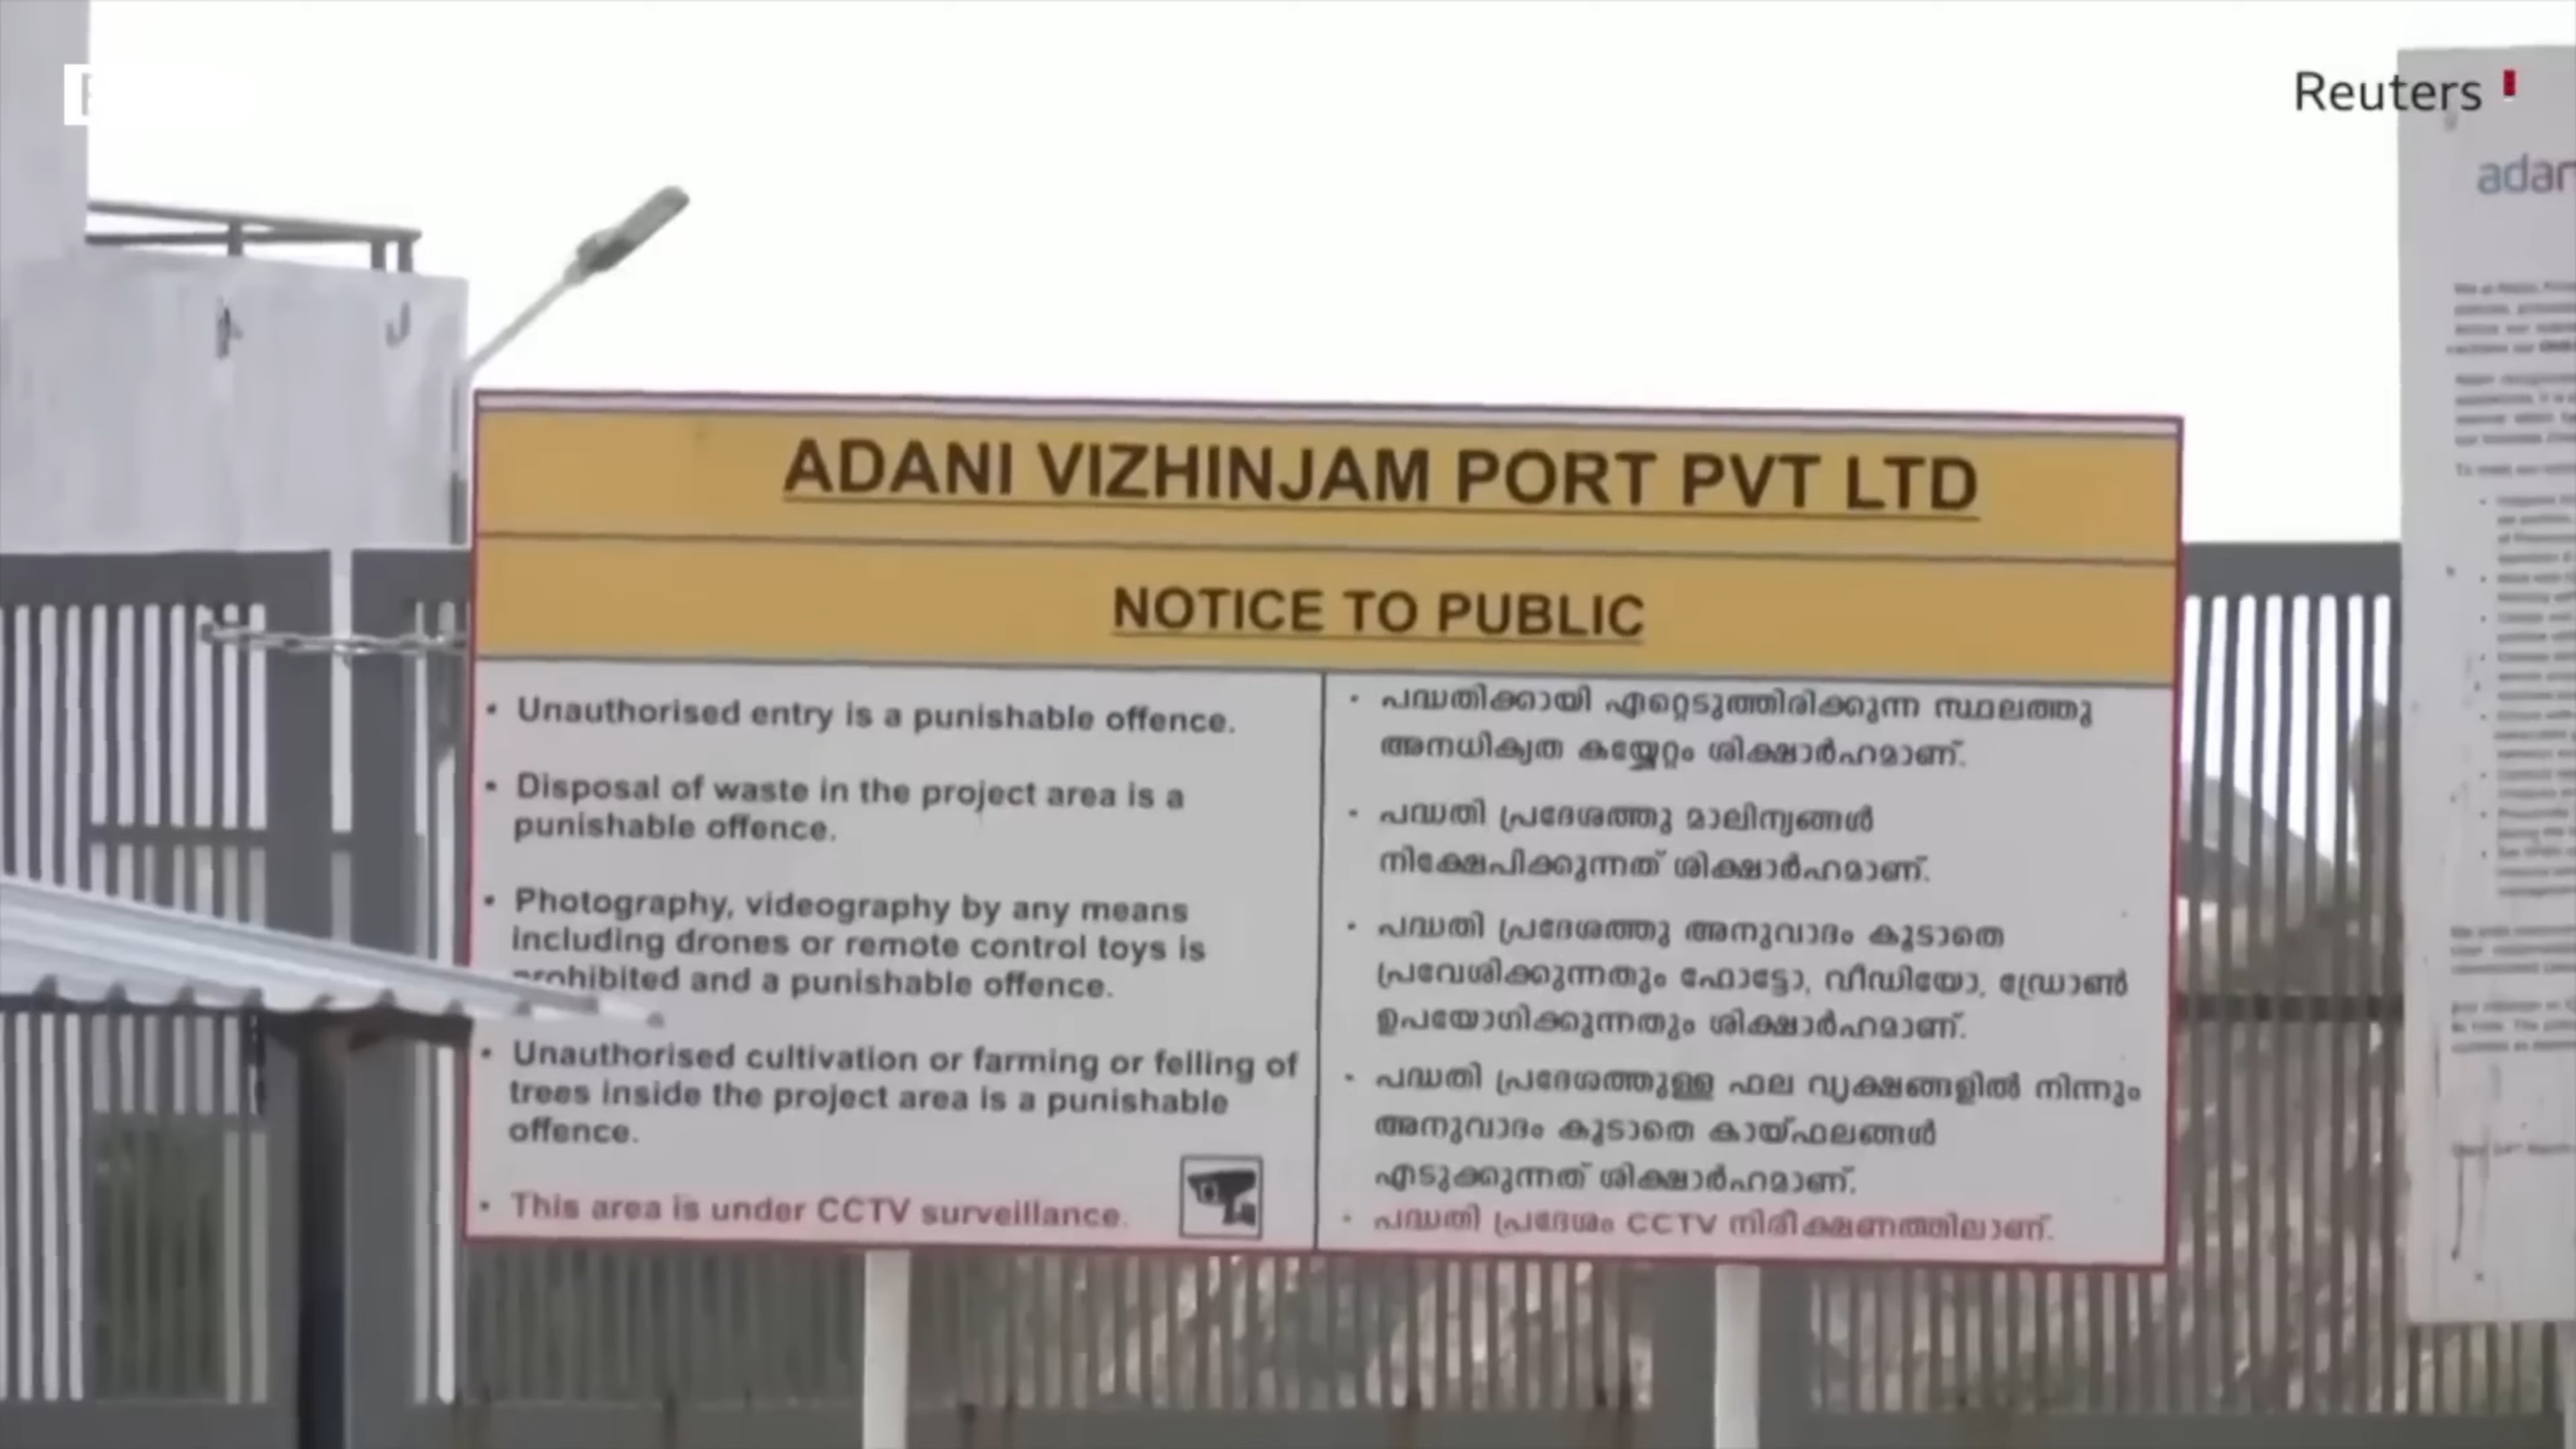 Reuters
adan
ADANI VIZHINJAM PORT PVT LTD
NOTICE TO PUBLIC
• Unauthorised entry is a punishable offence.
• Disposal of waste in the project area is a
punishable offence.
• Photography, videography by any means
including drones or remote control toys is
prohibited and a punishable offence.
• Unauthorised cultivation or farming or felling of
trees inside the project area is a punishable
offence.
• This area is under CCTV surveillance.
• പദ്ധതിക്കായി ഏറ്റെടുത്തിരിക്കുന്ന സ്ഥലത്തു
അനധികൃത കയ്യേറ്റം ശിക്ഷാർഹമാണ്.
• പദ്ധതി പ്രദേശത്തു മാലിന്യങ്ങൾ
നിക്ഷേപിക്കുന്നത് ശിക്ഷാർഹമാണ്.
• പദ്ധതി പ്രദേശത്തു അനുവാദം കൂടാതെ
പ്രവേശിക്കുന്നതും ഫോട്ടോ, വീഡിയോ, ഡ്രോൺ
ഉപയോഗിക്കുന്നതും ശിക്ഷാർഹമാണ്.
• പദ്ധതി പ്രദേശത്തുള്ള ഫല വൃക്ഷങ്ങളിൽ നിന്നും
അനുവാദം കൂടാതെ കായ്ഫലങ്ങൾ
എടുക്കുന്നത് ശിക്ഷാർഹമാണ്.
• പദ്ധതി പ്രദേശം CCTV നിരീക്ഷണത്തിലാണ്.